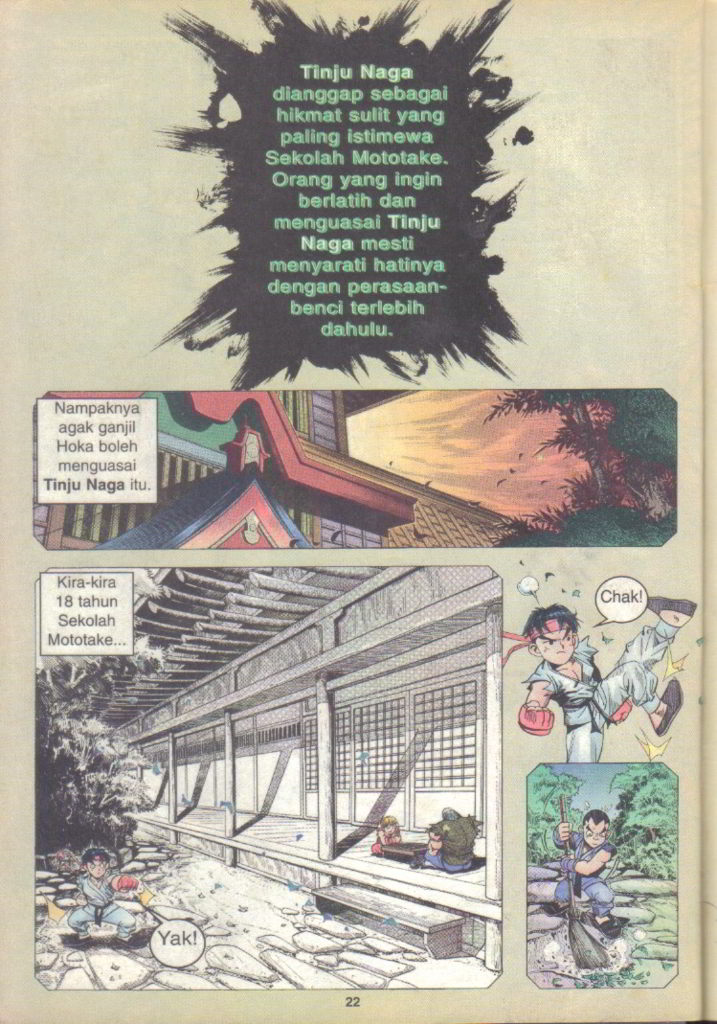 Tinju Naga
dianggap sebagai
hikmat sulit yang
paling istimewa
Sekolah Mototake.
Orang yang ingin
berlatih dan
menguasai Tinju
Naga mesti
menyarati hatinya
dengan perasaan-
benci terlebih
dahulu.
Nampaknya
agak ganjil
Hoka boleh
menguasai
Tinju Naga itu.
Kira-kira
18 tahun
Sekolah
Mototake...
Chak!
Yak!
22